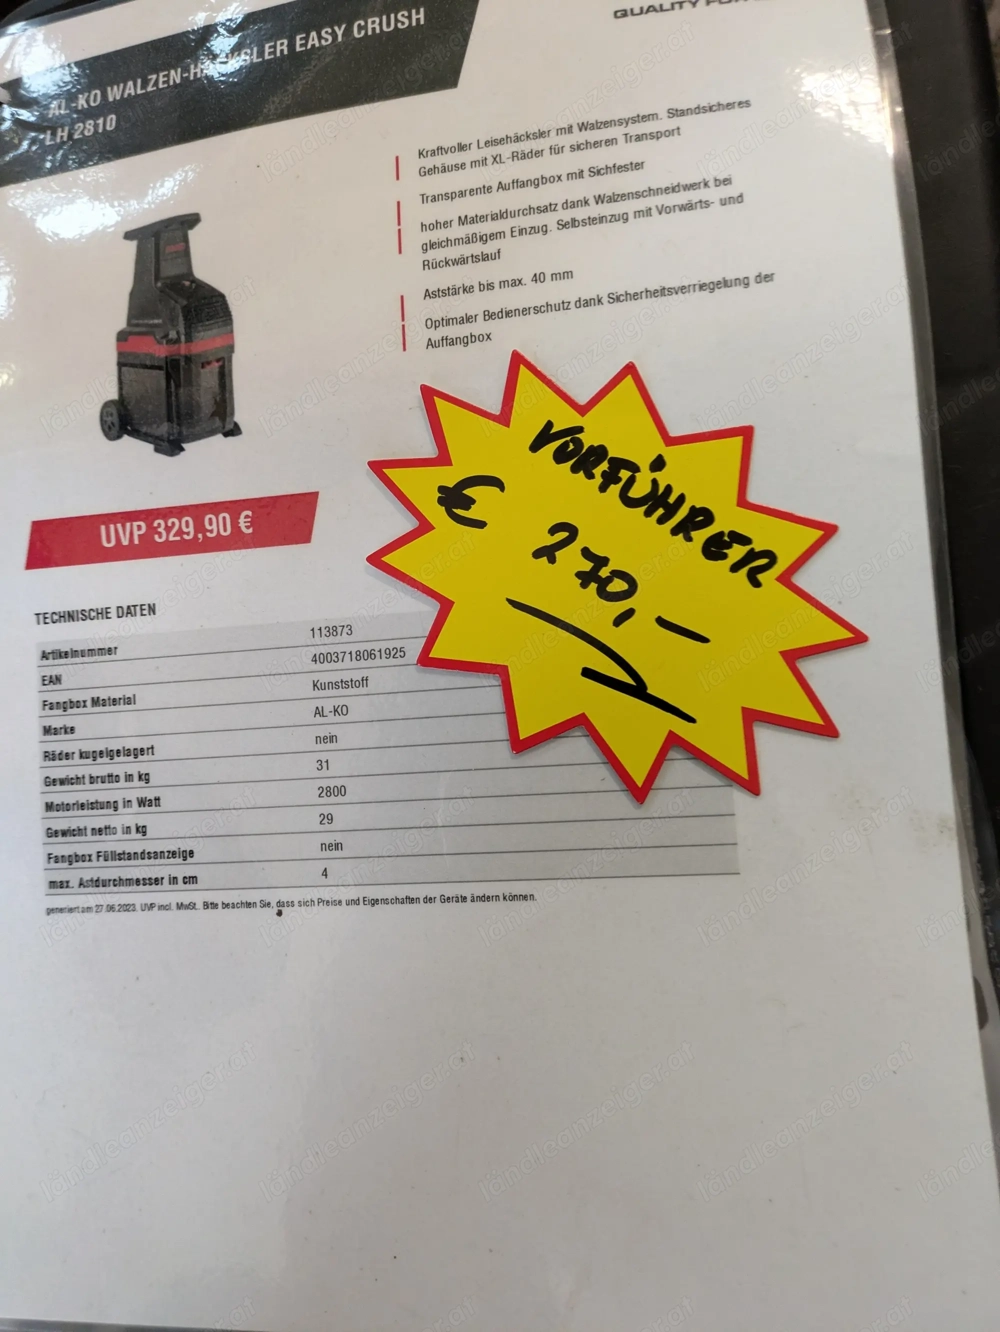 QUALITY FOR
AL-KO WALZEN-HÄCKSLER EASY CRUSH
LH 2810
Kraftvoller Leisehäcksler mit Walzensystem. Standsicheres
Gehäuse mit XL-Räder für sicheren Transport
Transparente Auffangbox mit Sichfester
hoher Materialdurchsatz dank Walzenschneidwerk bei
gleichmäßigem Einzug. Selbsteinzug mit Vorwärts- und
Rückwärtslauf
Aststärke bis max. 40 mm
Optimaler Bedienerschutz dank Sicherheitsverriegelung der
Auffangbox
VORFÜHRER
€ 270,-
UVP 329,90 €
TECHNISCHE DATEN
Artikelnummer 113873
EAN 4003718061925
Fangbox Material Kunststoff
Marke AL-KO
Räder kugelgelagert nein
Gewicht brutto in kg 31
Motorleistung in Watt 2800
Gewicht netto in kg 29
Fangbox Füllstandsanzeige nein
max. Astdurchmesser in cm 4
generiert am 27.06.2023. UVP incl. MwSt. Bitte beachten Sie, dass sich Preise und Eigenschaften der Geräte ändern können.
ländleanzeiger.at